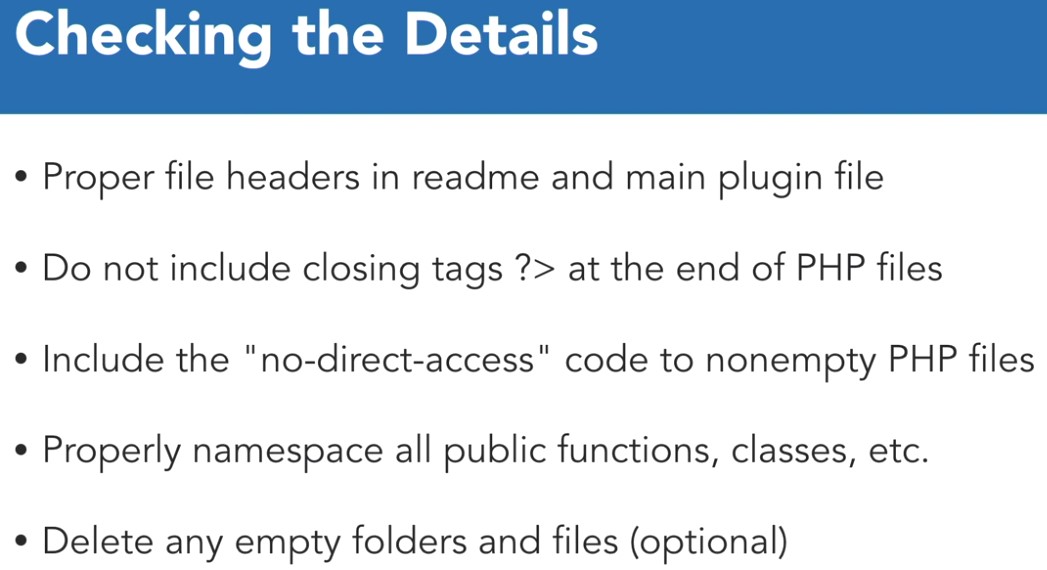 Checking the Details
• Proper file headers in readme and main plugin file
• Do not include closing tags ?> at the end of PHP files
• Include the "no-direct-access" code to nonempty PHP files
• Properly namespace all public functions, classes, etc.
• Delete any empty folders and files (optional)